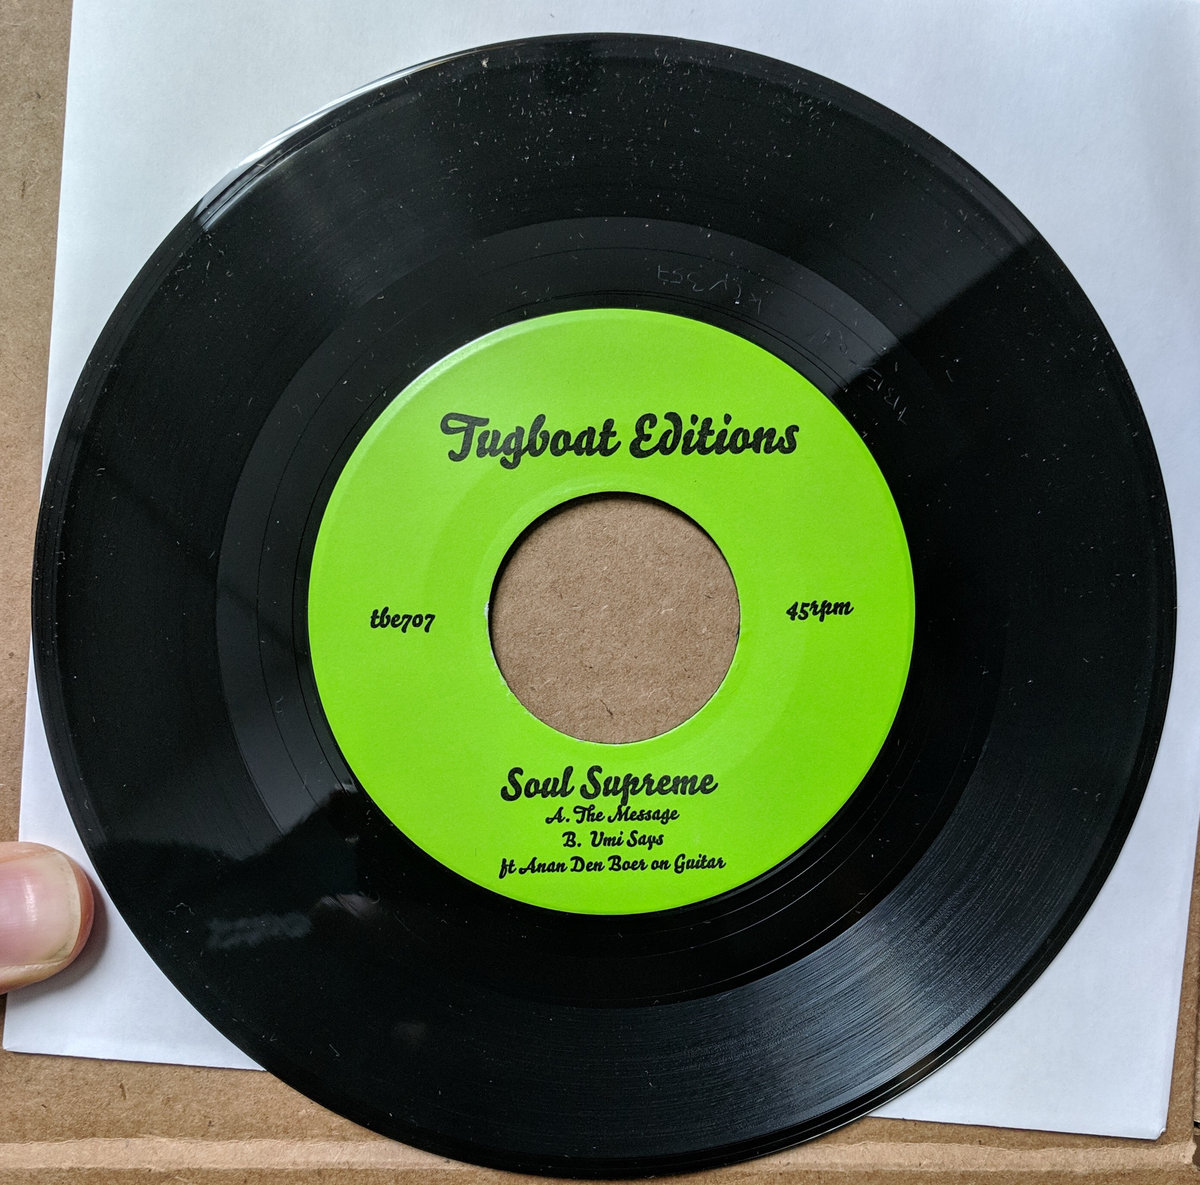 Tugboat Editions
tbe707
45rpm
Soul Supreme
A. The Message
B. Umi Says
ft Anan Den Boer on Guitar